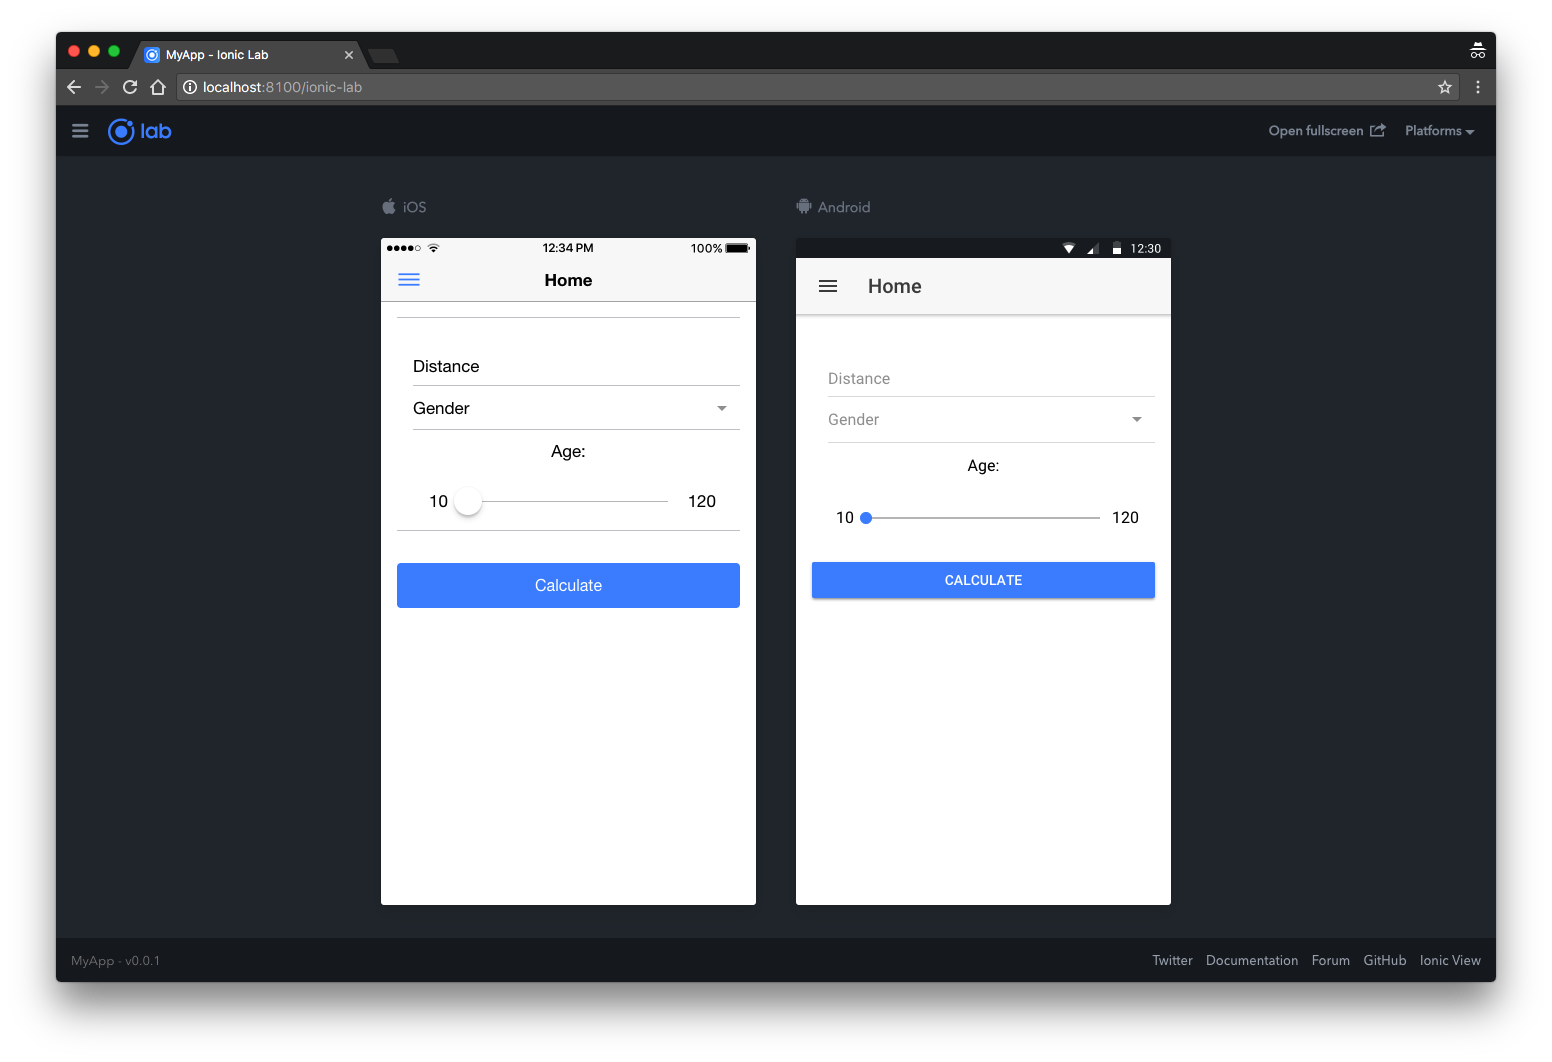 MyApp - Ionic Lab
localhost:8100/ionic-lab
lab
Open fullscreen
Platforms
iOS
12:34 PM
100%
Home
Distance
Gender
Age:
10
120
Calculate
Android
12:30
Home
Distance
Gender
Age:
10
120
CALCULATE
MyApp - v0.0.1
Twitter Documentation Forum GitHub Ionic View